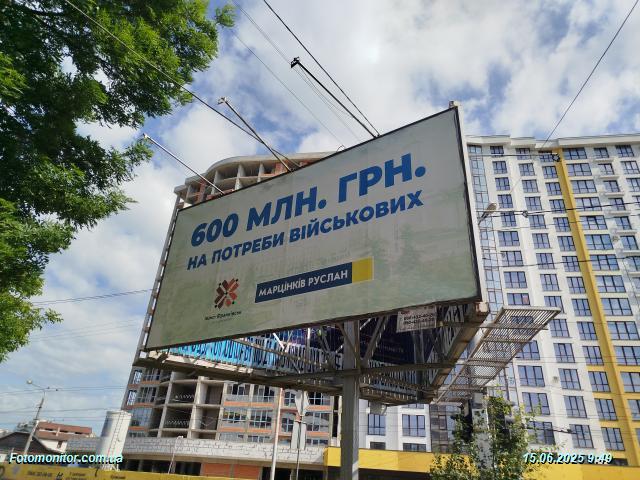 600 МЛН. ГРН.
НА ПОТРЕБИ ВІЙСЬКОВИХ
МАРЦІНКІВ РУСЛАН
Fotomonitor.com.ua
15.06.2025 9:49